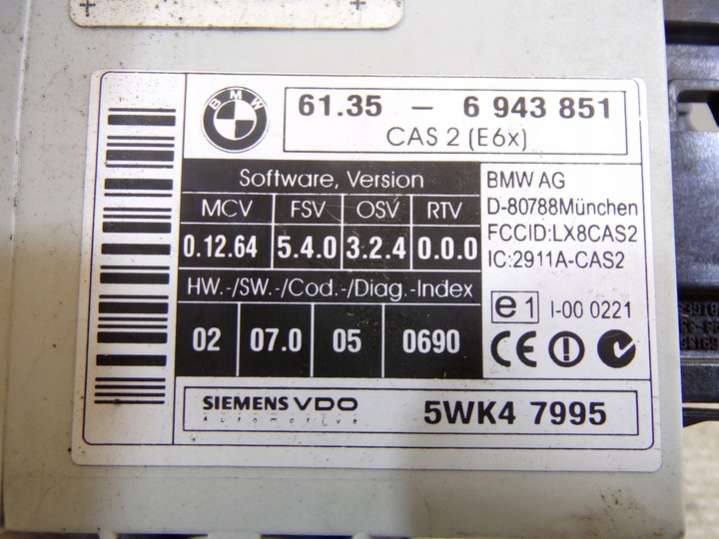 BMW
61.35 - 6 943 851
CAS 2 (E6x)
Software, Version
MCV FSV OSV RTV
0.12.64 5.4.0 3.2.4 0.0.0
HW.-/SW.-/Cod.-/Diag.-Index
02 07.0 05 0690
BMW AG
D-80788München
FCCID:LX8CAS2
IC:2911A-CAS2
e1 I-00 0221
CE
SIEMENS VDO
Automotive
5WK4 7995